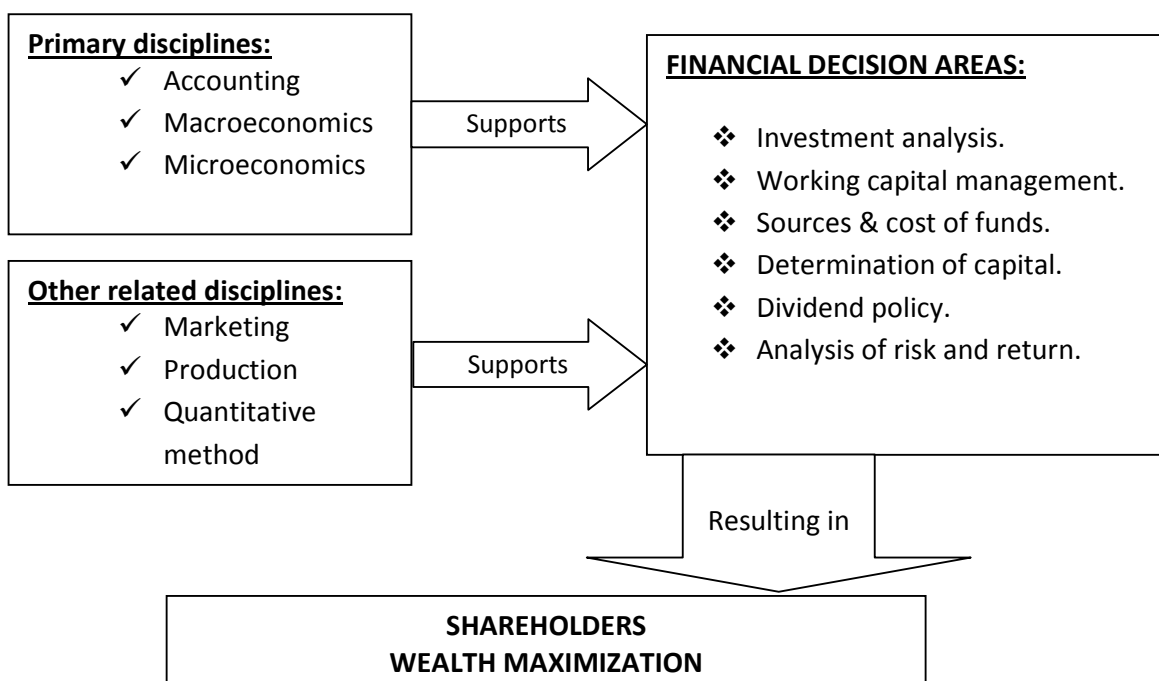 Primary disciplines:
✓ Accounting
✓ Macroeconomics
✓ Microeconomics
Supports
Other related disciplines:
✓ Marketing
✓ Production
✓ Quantitative
method
Supports
FINANCIAL DECISION AREAS:
❖ Investment analysis.
❖ Working capital management.
❖ Sources & cost of funds.
❖ Determination of capital.
❖ Dividend policy.
❖ Analysis of risk and return.
Resulting in
SHAREHOLDERS
WEALTH MAXIMIZATION